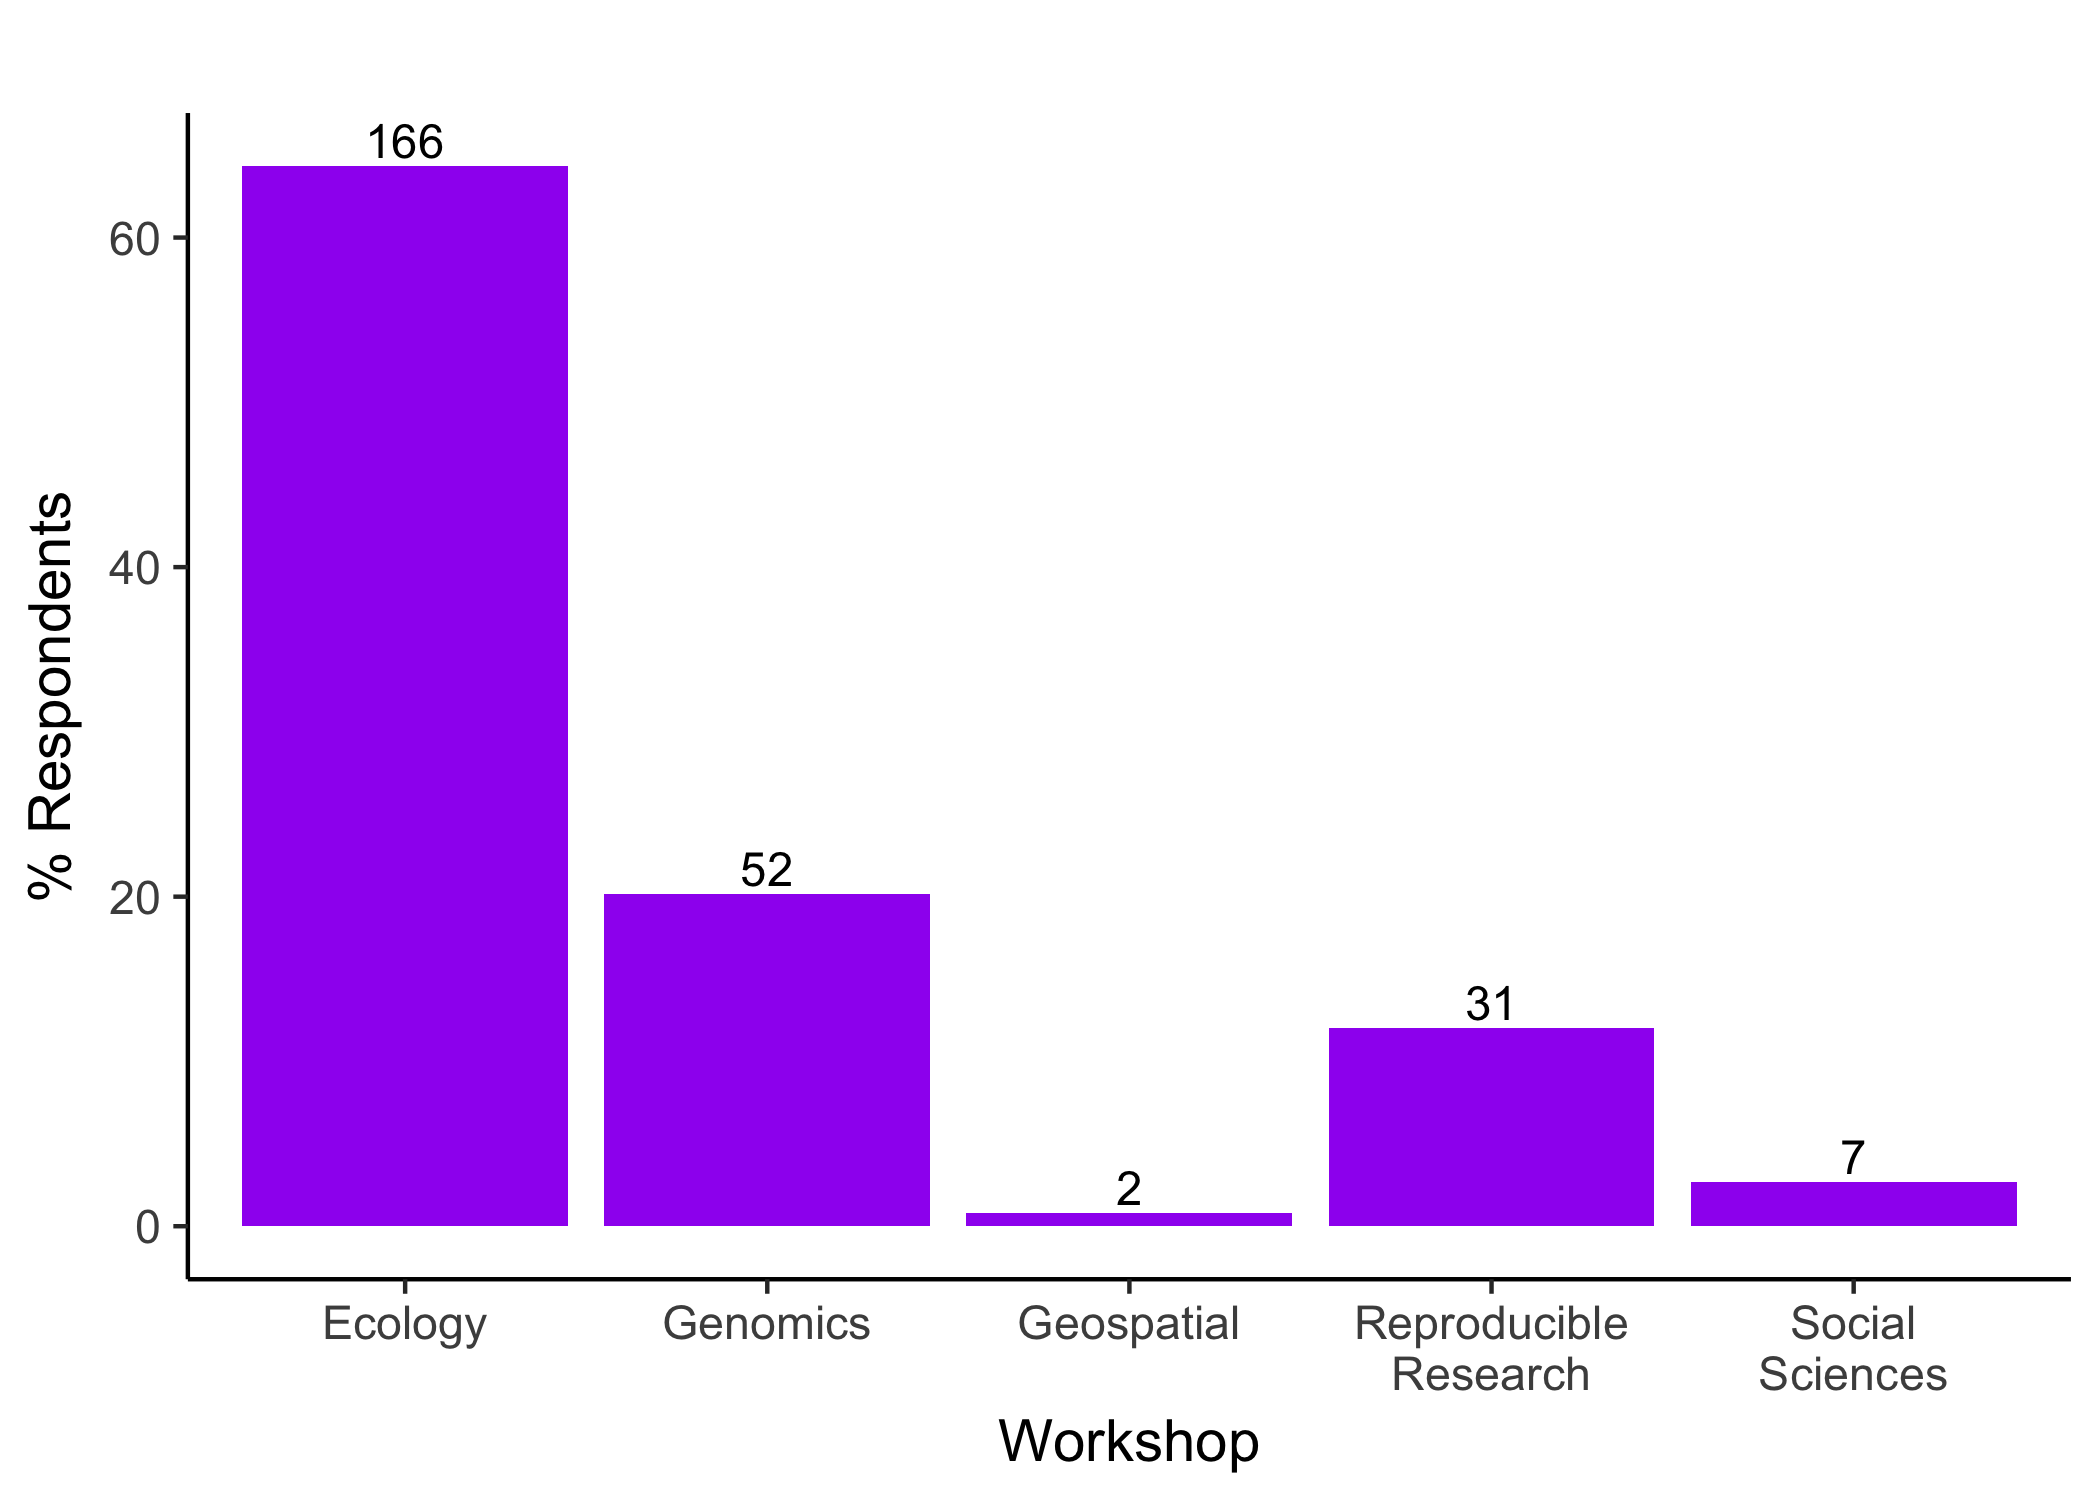 166
60
40
% Respondents
52
20
31
7
2
0
Ecology
Genomics
Geospatial
Reproducible
Research
Social
Sciences
Workshop